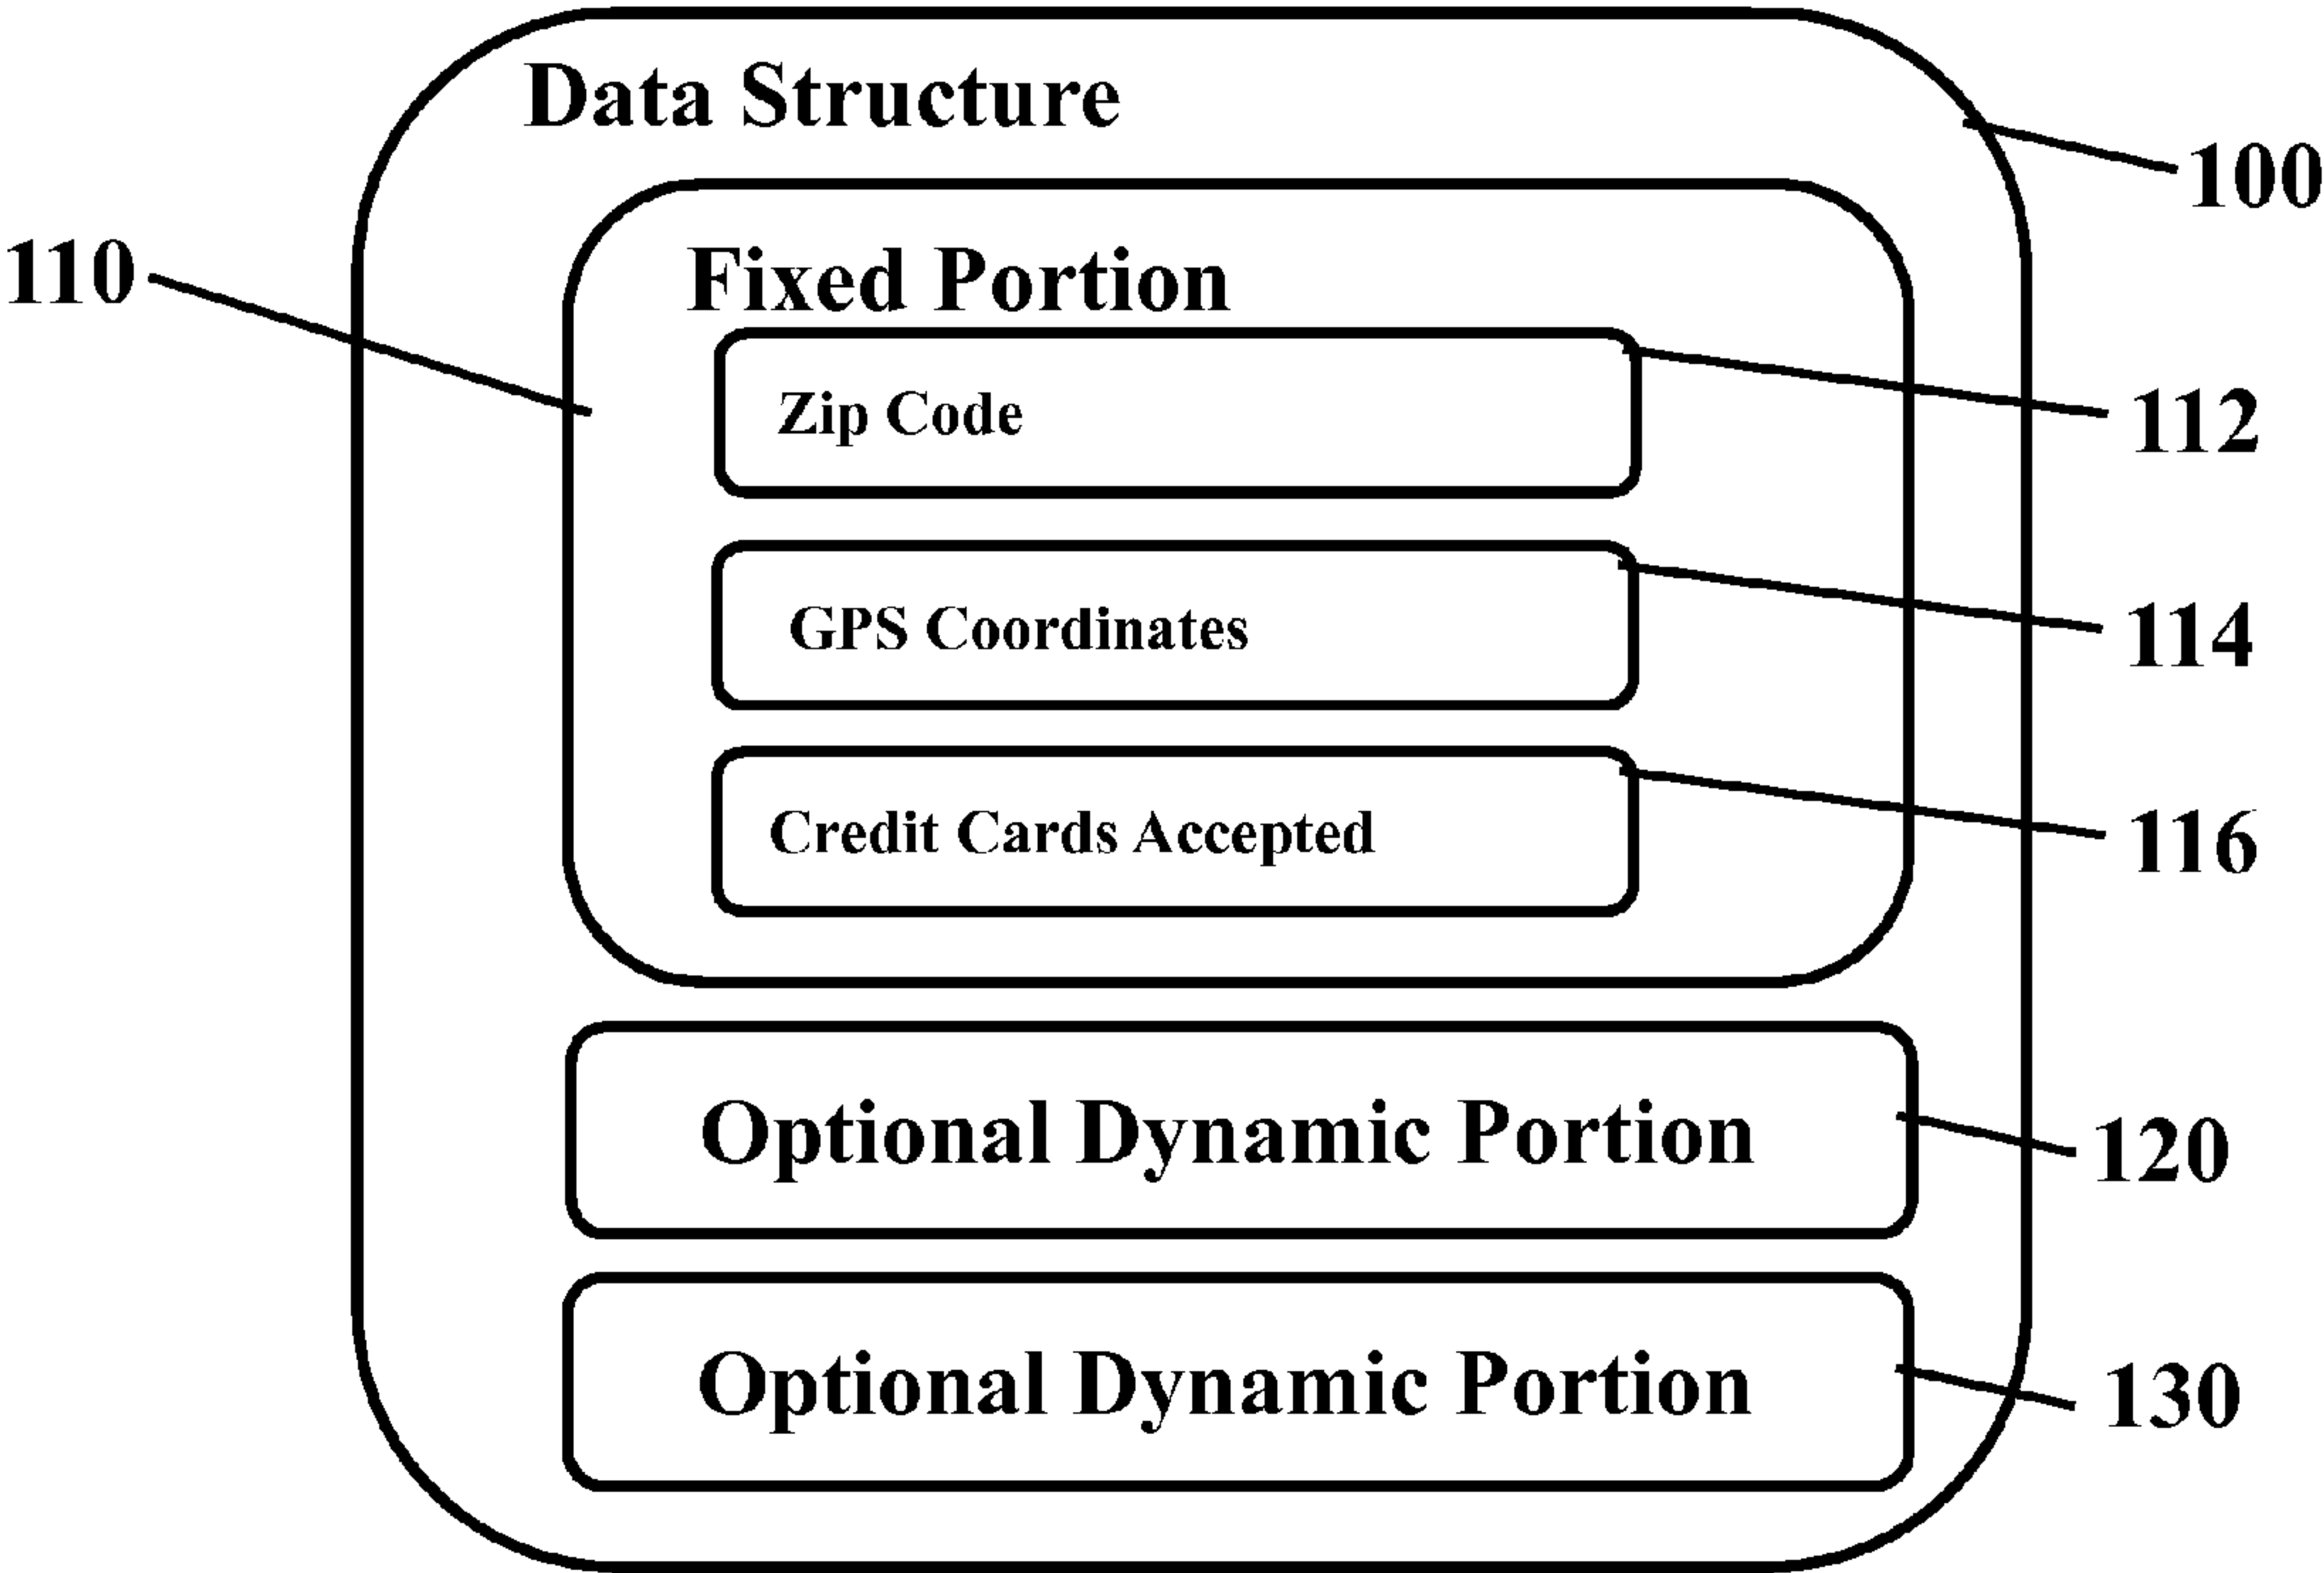 Data Structure
100
110
Fixed Portion
Zip Code
112
GPS Coordinates
114
Credit Cards Accepted
116
Optional Dynamic Portion
120
Optional Dynamic Portion
130